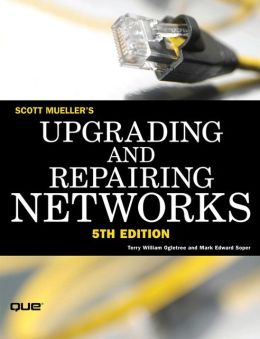 SCOTT MUELLER'S
UPGRADING
AND
REPAIRING
NETWORKS
5TH EDITION
Terry William Ogletree and Mark Edward Soper
QUE